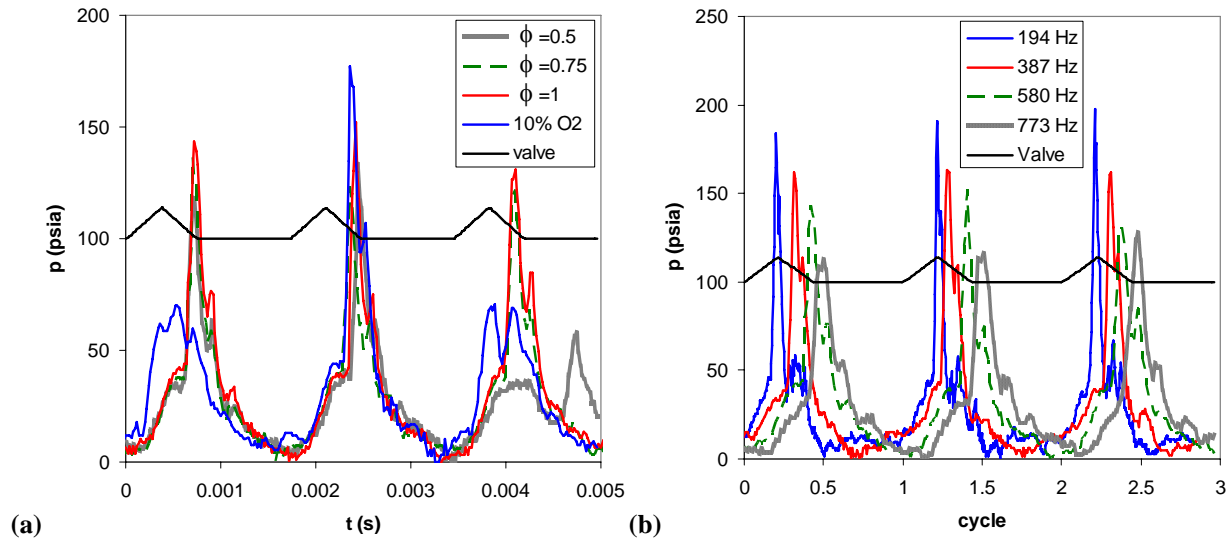 200
150
100
50
0
p (psia)
0 0.001 0.002 0.003 0.004 0.005
t (s)
ϕ =0.5
ϕ =0.75
ϕ =1
10% O2
valve
(a)
250
200
150
100
50
0
p (psia)
0 0.5 1 1.5 2 2.5 3
cycle
194 Hz
387 Hz
580 Hz
773 Hz
Valve
(b)